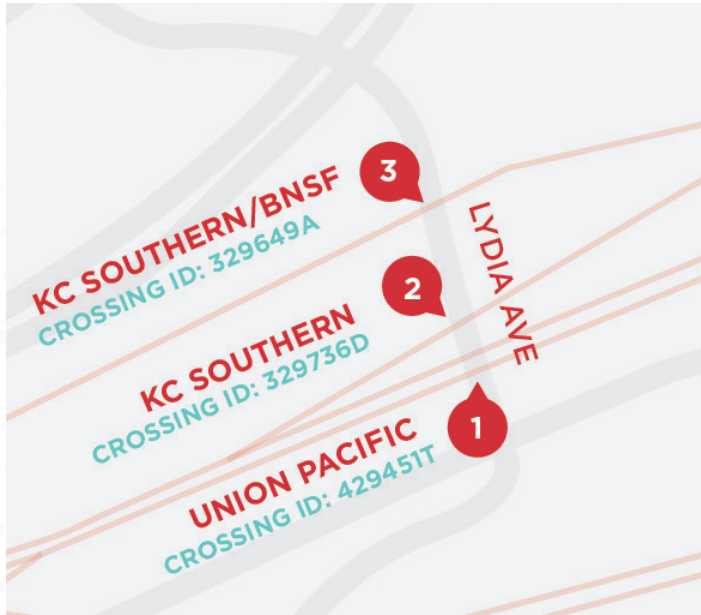 3
KC SOUTHERN/BNSF
CROSSING ID: 329649A
LYDIA AVE
2
KC SOUTHERN
CROSSING ID: 329736D
1
UNION PACIFIC
CROSSING ID: 429451T